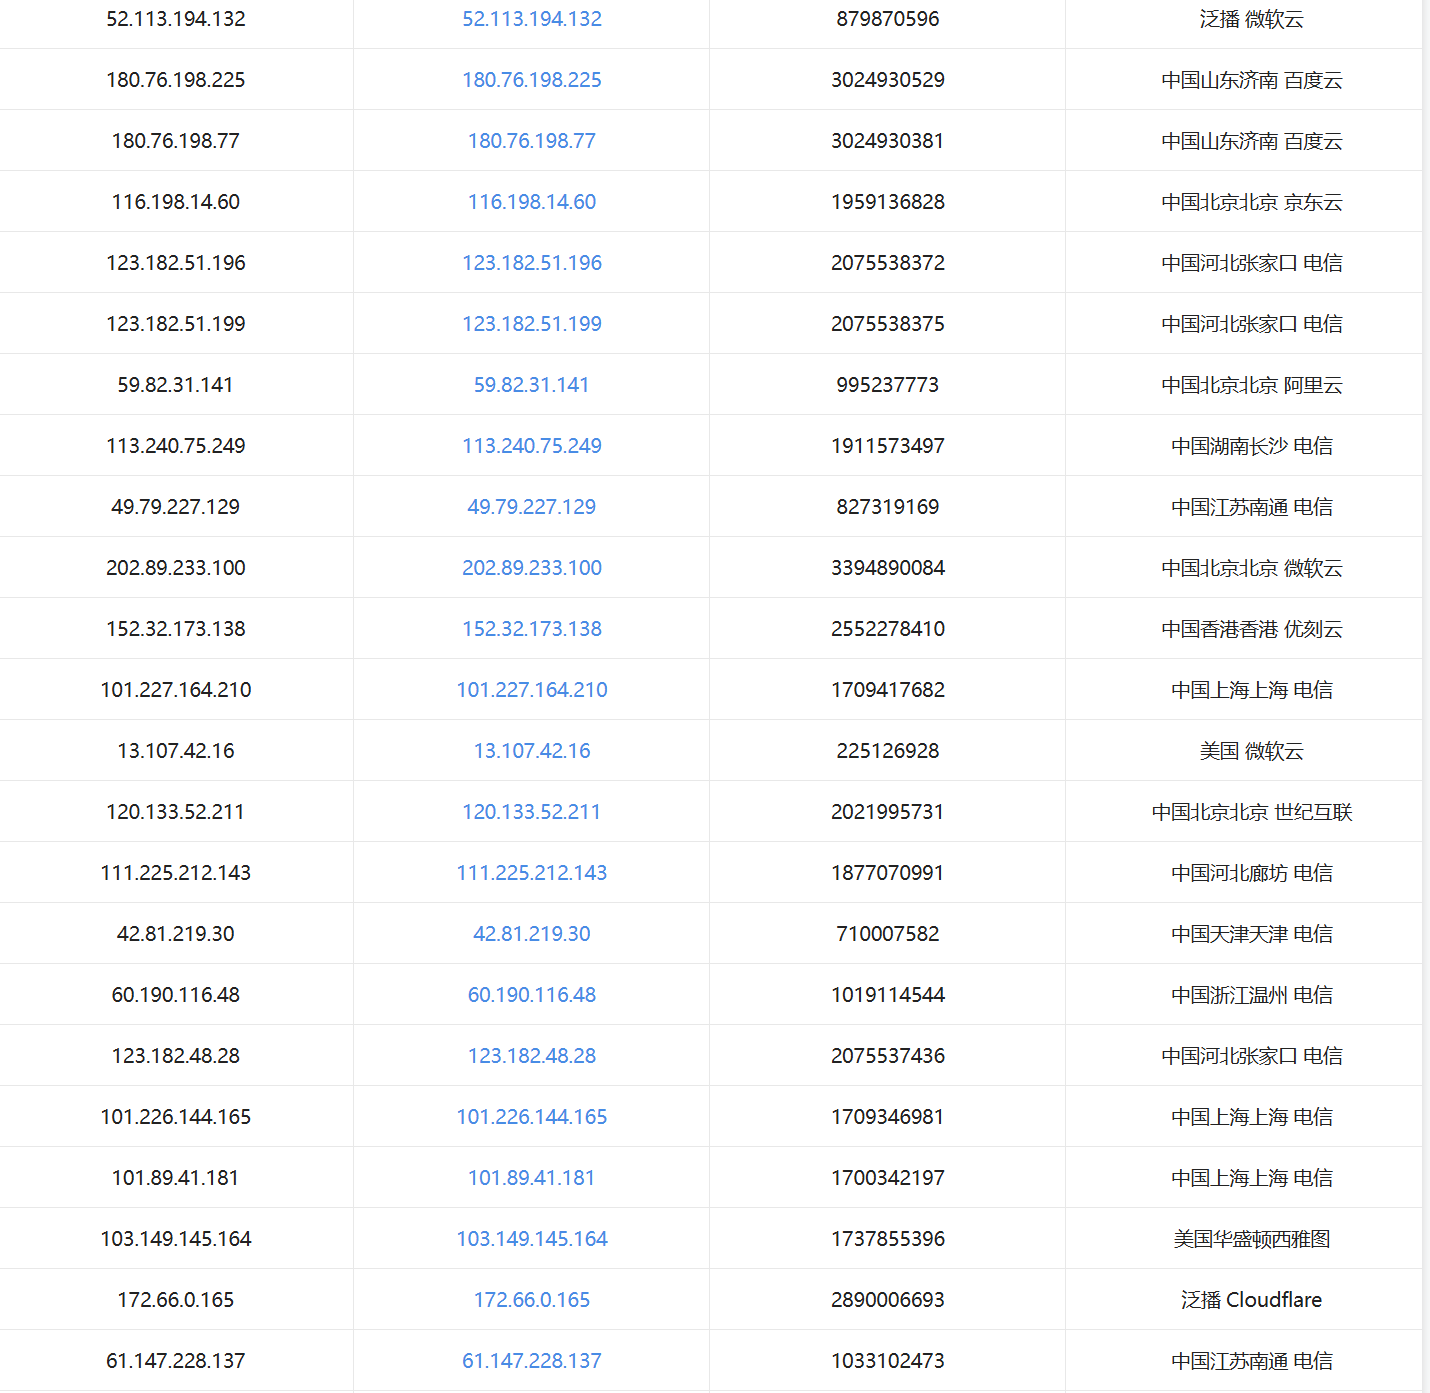 52.113.194.132 52.113.194.132 879870596 泛播 微软云
180.76.198.225 180.76.198.225 3024930529 中国山东济南 百度云
180.76.198.77 180.76.198.77 3024930381 中国山东济南 百度云
116.198.14.60 116.198.14.60 1959136828 中国北京北京 京东云
123.182.51.196 123.182.51.196 2075538372 中国河北张家口 电信
123.182.51.199 123.182.51.199 2075538375 中国河北张家口 电信
59.82.31.141 59.82.31.141 995237773 中国北京北京 阿里云
113.240.75.249 113.240.75.249 1911573497 中国湖南长沙 电信
49.79.227.129 49.79.227.129 827319169 中国江苏南通 电信
202.89.233.100 202.89.233.100 3394890084 中国北京北京 微软云
152.32.173.138 152.32.173.138 2552278410 中国香港香港 优刻云
101.227.164.210 101.227.164.210 1709417682 中国上海上海 电信
13.107.42.16 13.107.42.16 225126928 美国 微软云
120.133.52.211 120.133.52.211 2021995731 中国北京北京 世纪互联
111.225.212.143 111.225.212.143 1877070991 中国河北廊坊 电信
42.81.219.30 42.81.219.30 710007582 中国天津天津 电信
60.190.116.48 60.190.116.48 1019114544 中国浙江温州 电信
123.182.48.28 123.182.48.28 2075537436 中国河北张家口 电信
101.226.144.165 101.226.144.165 1709346981 中国上海上海 电信
101.89.41.181 101.89.41.181 1700342197 中国上海上海 电信
103.149.145.164 103.149.145.164 1737855396 美国华盛顿西雅图
172.66.0.165 172.66.0.165 2890006693 泛播 Cloudflare
61.147.228.137 61.147.228.137 1033102473 中国江苏南通 电信